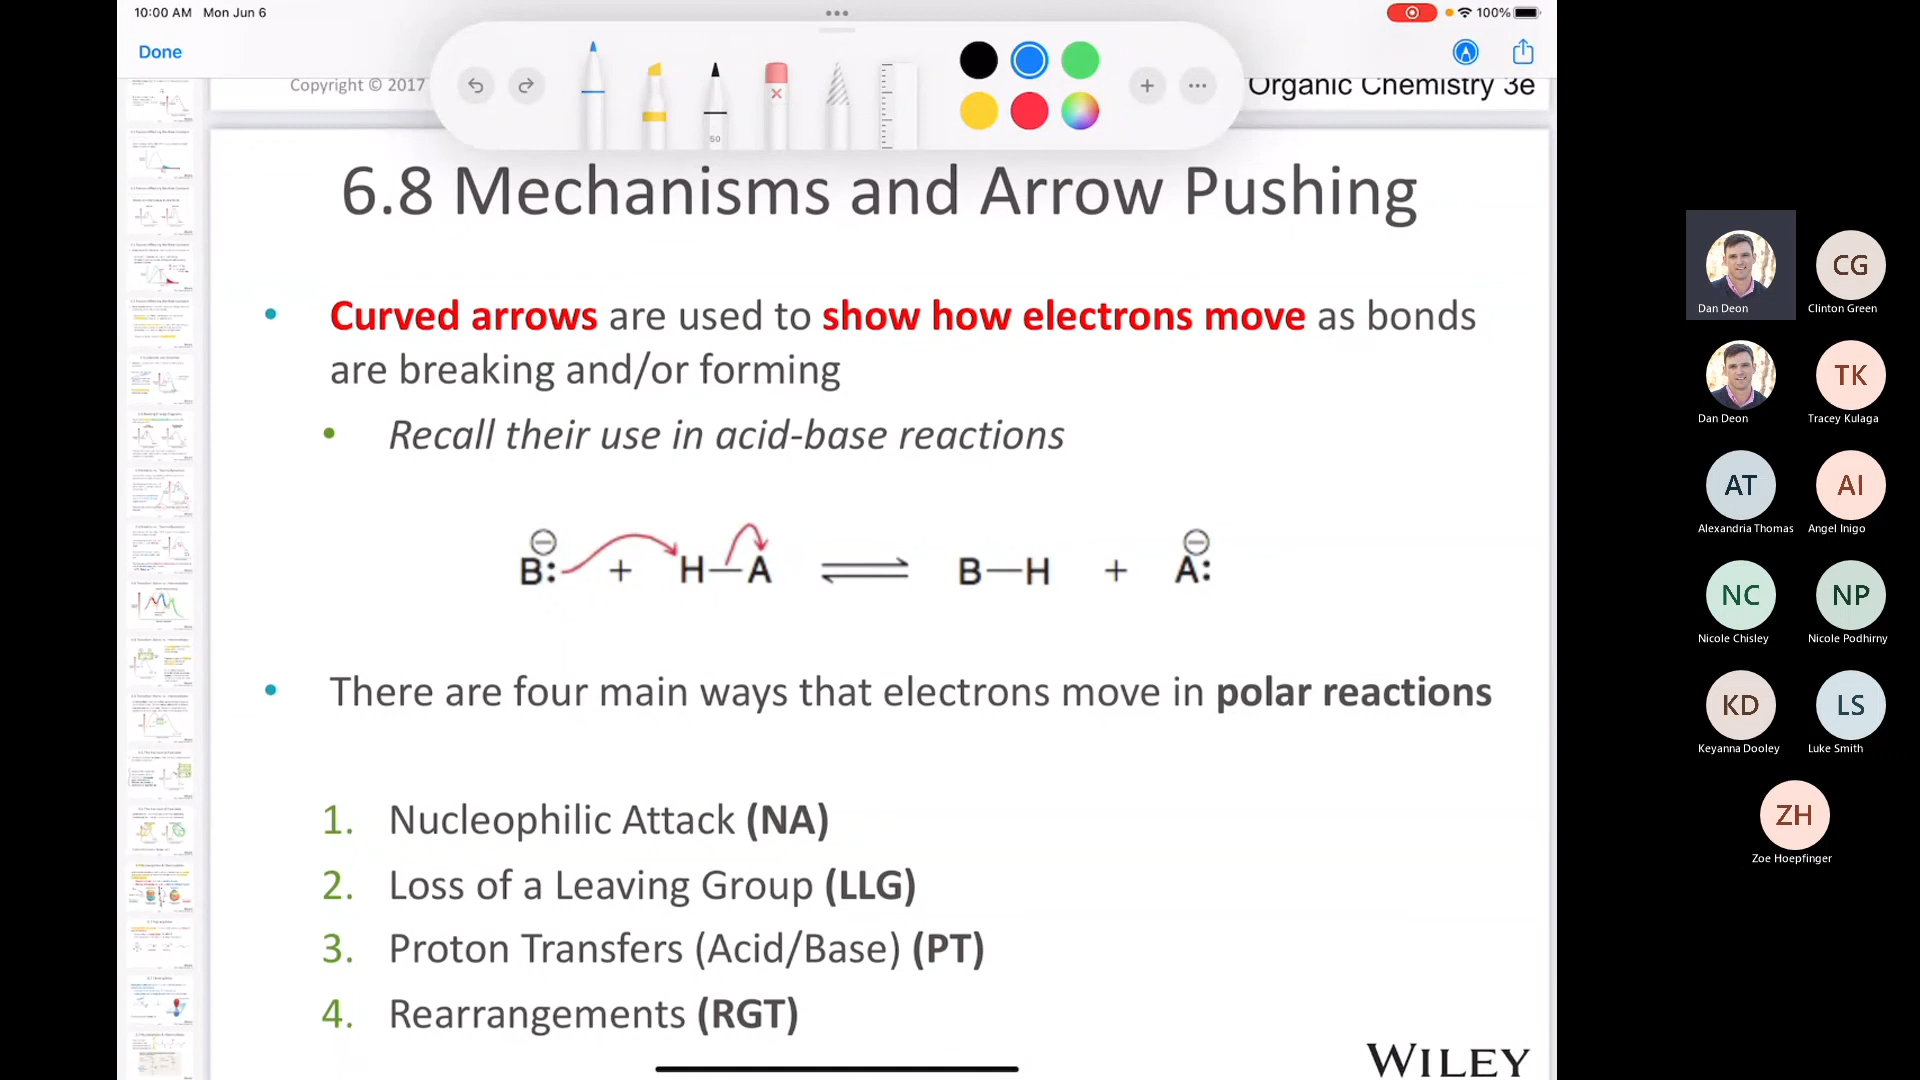 10:00 AM Mon Jun 6
100%
Done
Copyright © 2017
50
Organic Chemistry 3e
6.8 Mechanisms and Arrow Pushing
• Curved arrows are used to show how electrons move as bonds
are breaking and/or forming
• Recall their use in acid-base reactions
B: + H—A ⇌ B—H + A:
• There are four main ways that electrons move in polar reactions
1. Nucleophilic Attack (NA)
2. Loss of a Leaving Group (LLG)
3. Proton Transfers (Acid/Base) (PT)
4. Rearrangements (RGT)
WILEY
Dan Deon
CG
Clinton Green
Dan Deon
TK
Tracey Kulaga
AT
Alexandria Thomas
AI
Angel Inigo
NC
Nicole Chisley
NP
Nicole Podhirny
KD
Keyanna Dooley
LS
Luke Smith
ZH
Zoe Hoepfinger